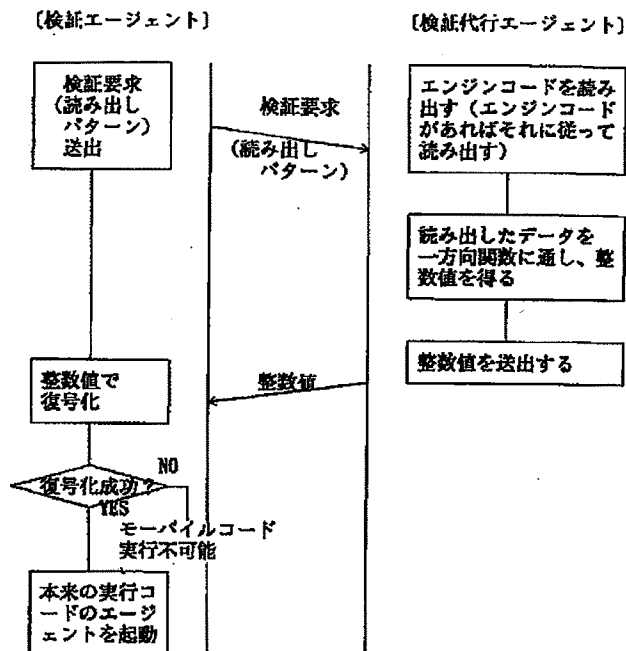 〔検証エージェント〕
〔検証代行エージェント〕
検証要求
(読み出し
パターン)
送出
検証要求
(読み出し
パターン)
エンジンコードを読み
出す(エンジンコード
があればそれに従って
読み出す)
読み出したデータを
一方向関数に通し、整
数値を得る
整数値を送出する
整数値
整数値で
復号化
復号化成功?
NO
YES
モーバイルコード
実行不可能
本来の実行コ
ードのエージ
ェントを起動